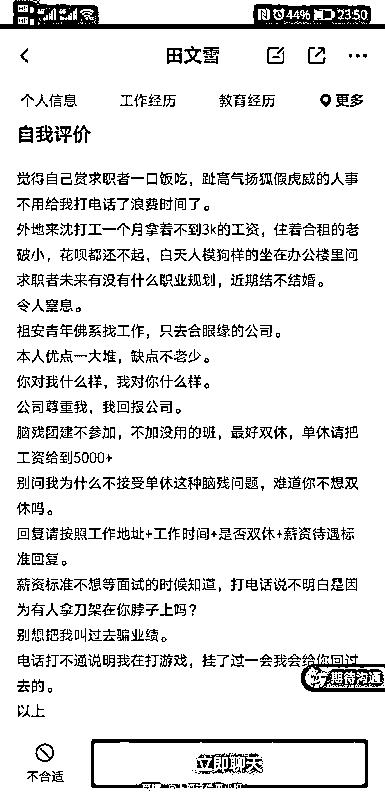 44% 23:50
田文雪
个人信息 工作经历 教育经历 更多
自我评价
觉得自己赏求职者一口饭吃，趾高气扬狐假虎威的人事
不用给我打电话了浪费时间了。
外地来沈打工一个月拿着不到3k的工资，住着合租的老
破小，花呗都还不起，白天人模狗样的坐在办公楼里问
求职者未来有没有什么职业规划，近期结不结婚。
令人窒息。
祖安青年佛系找工作，只去合眼缘的公司。
本人优点一大堆，缺点不老少。
你对我什么样，我对你什么样。
公司尊重我，我回报公司。
脑残团建不参加，不加没用的班，最好双休，单休请把
工资给到5000+
别问我为什么不接受单休这种脑残问题，难道你不想双
休吗。
回复请按照工作地址+工作时间+是否双休+薪资待遇标
准回复。
薪资标准不想等面试的时候知道，打电话说不明白是因
为有人拿刀架在你脖子上吗？
别想把我叫过去骗业绩。
电话打不通说明我在打游戏，挂了过一会我会给你回过
去的。
期待沟通
以上
不合适
立即聊天